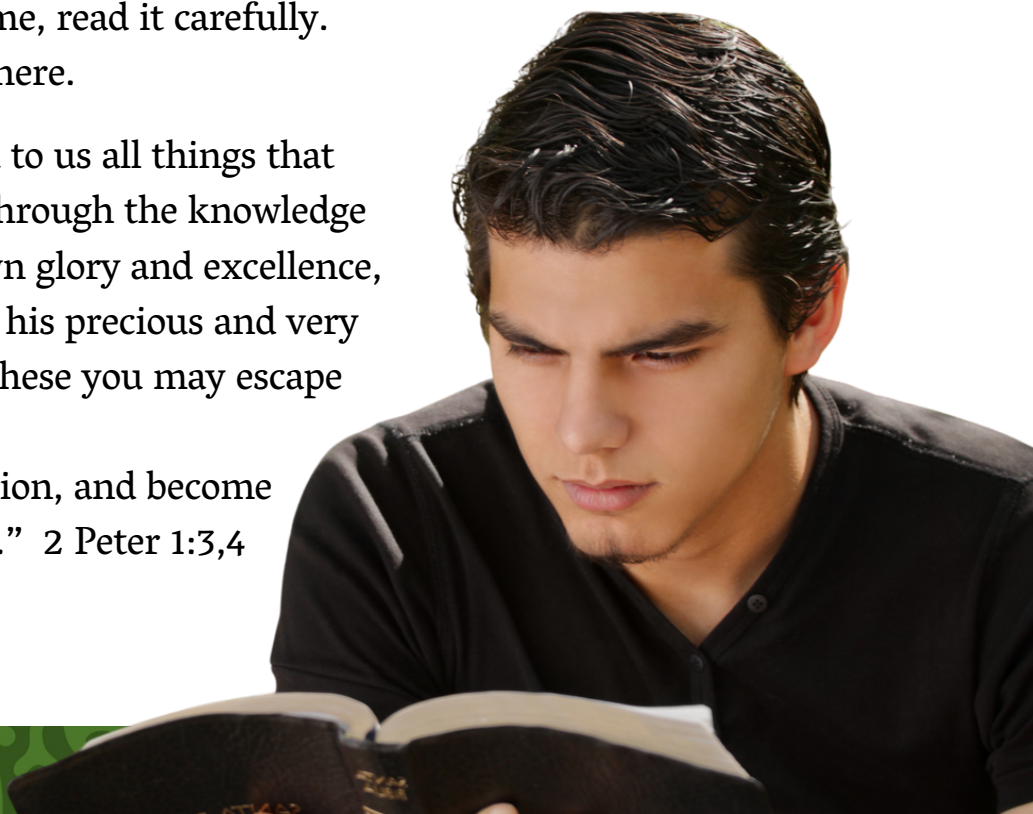 me, read it carefully.
here.
to us all things that
hrough the knowledge
n glory and excellence,
his precious and very
hese you may escape
ion, and become
.” 2 Peter 1:3,4